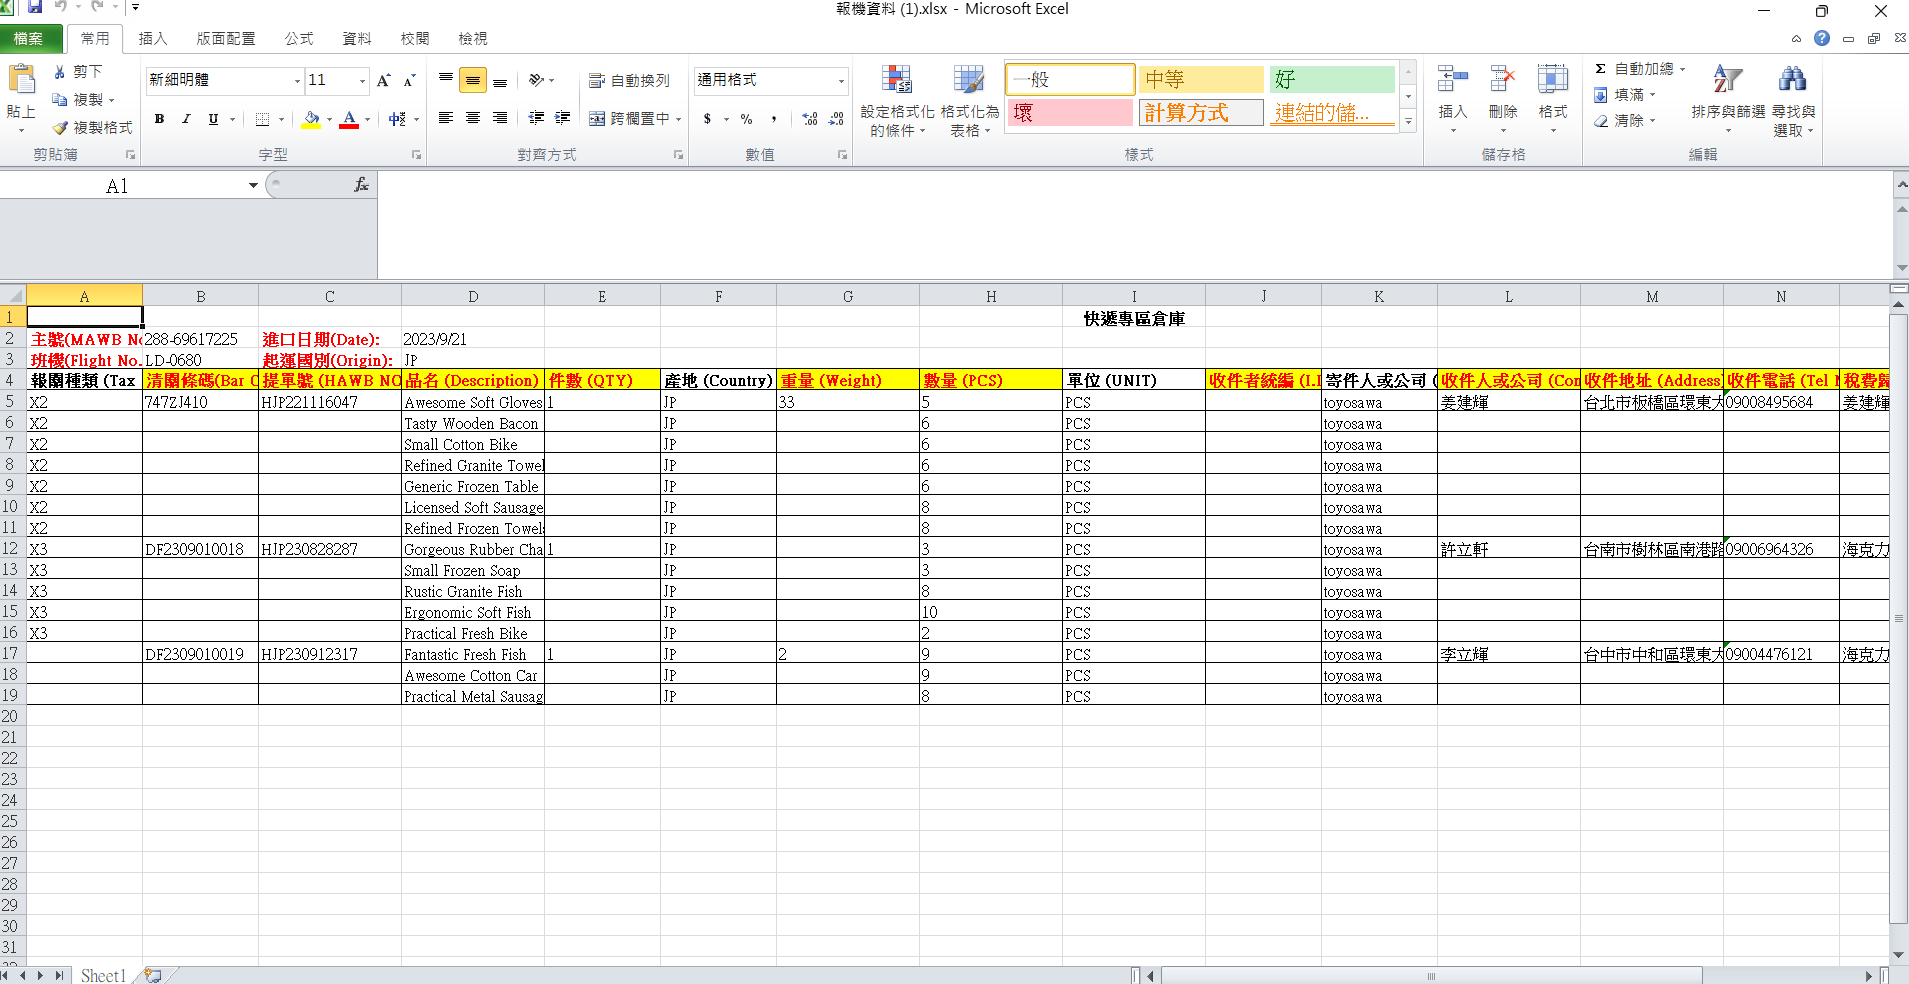 報機資料 (1).xlsx - Microsoft Excel
檔案 常用 插入 版面配置 公式 資料 校閱 檢視
貼上 剪下 複製 複製格式 剪貼簿
新細明體 11 B I U 中 字型
自動換列 跨欄置中 對齊方式
通用格式 $ % , 數值
設定格式化的條件 格式化為表格 一般 中等 好 壞 計算方式 連結的儲... 樣式
插入 刪除 格式 儲存格
Σ 自動加總 填滿 清除 排序與篩選 尋找與選取 編輯
A1 fx
A B C D E F G H I J K L M N
1 快遞專區倉庫
2 主號(MAWB No 288-69617225 進口日期(Date): 2023/9/21
3 班機(Flight No. LD-0680 起運國別(Origin): JP
4 報關種類 (Tax 清關條碼(Bar C 提單號 (HAWB NO 品名 (Description) 件數 (QTY) 產地 (Country) 重量 (Weight) 數量 (PCS) 單位 (UNIT) 收件者統編 (I.I 寄件人或公司 ( 收件人或公司 (Con 收件地址 (Address 收件電話 (Tel 稅費歸
5 X2 747ZJ410 HJP221116047 Awesome Soft Gloves 1 JP 33 5 PCS toyosawa 姜建輝 台北市板橋區環東大 09008495684 姜建輝
6 X2 Tasty Wooden Bacon JP 6 PCS toyosawa
7 X2 Small Cotton Bike JP 6 PCS toyosawa
8 X2 Refined Granite Towel JP 6 PCS toyosawa
9 X2 Generic Frozen Table JP 6 PCS toyosawa
10 X2 Licensed Soft Sausage JP 8 PCS toyosawa
11 X2 Refined Frozen Towels JP 8 PCS toyosawa
12 X3 DF2309010018 HJP230828287 Gorgeous Rubber Cha 1 JP 3 PCS toyosawa 許立軒 台南市樹林區南港路 09006964326 海克力
13 X3 Small Frozen Soap JP 3 PCS toyosawa
14 X3 Rustic Granite Fish JP 8 PCS toyosawa
15 X3 Ergonomic Soft Fish JP 10 PCS toyosawa
16 X3 Practical Fresh Bike JP 2 PCS toyosawa
17 DF2309010019 HJP230912317 Fantastic Fresh Fish 1 JP 2 9 PCS toyosawa 李立輝 台中市中和區環東大 09004476121 海克力
18 Awesome Cotton Car JP 9 PCS toyosawa
19 Practical Metal Sausag JP 8 PCS toyosawa
20
21
22
23
24
25
26
27
28
29
30
31
Sheet1